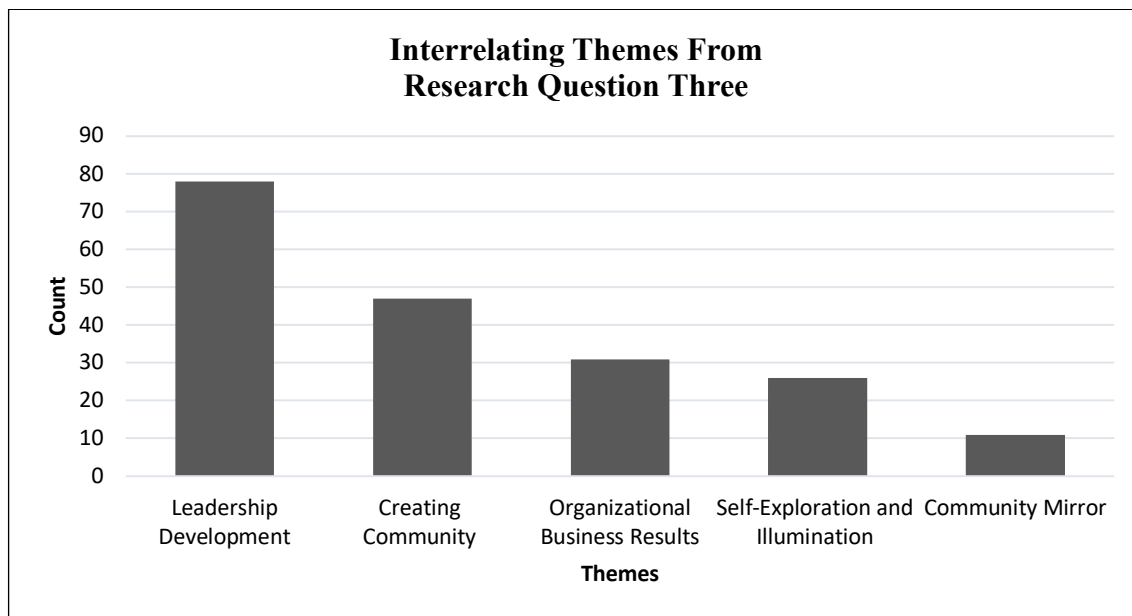 Interrelating Themes From
Research Question Three
90
80
70
60
50
40
30
20
10
0
Count
Leadership
Development
Creating
Community
Organizational
Business Results
Self-Exploration and
Illumination
Community Mirror
Themes